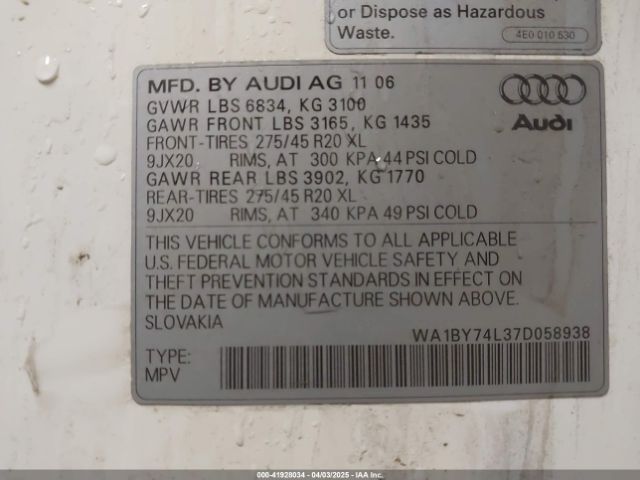 or Dispose as Hazardous
Waste.
4E0 010 530
MFD. BY AUDI AG 11 06
GVWR LBS 6834, KG 3100
GAWR FRONT LBS 3165, KG 1435
FRONT-TIRES 275/45 R20 XL
9JX20 RIMS, AT 300 KPA 44 PSI COLD
GAWR REAR LBS 3902, KG 1770
REAR-TIRES 275/45 R20 XL
9JX20 RIMS, AT 340 KPA 49 PSI COLD
Audi
THIS VEHICLE CONFORMS TO ALL APPLICABLE
U.S. FEDERAL MOTOR VEHICLE SAFETY AND
THEFT PREVENTION STANDARDS IN EFFECT ON
THE DATE OF MANUFACTURE SHOWN ABOVE.
SLOVAKIA
WA1BY74L37D058938
TYPE:
MPV
000-41928034 - 04/03/2025 - IAAI.COM